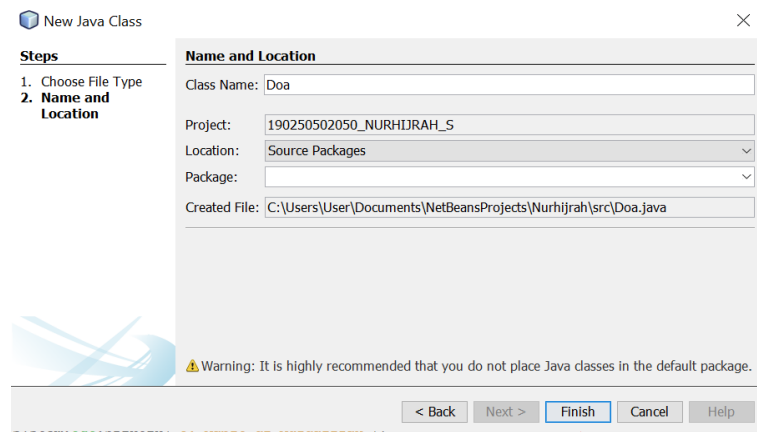 New Java Class
Steps
1. Choose File Type
2. Name and
Location
Name and Location
Class Name: Doa
Project: 190250502050_NURHIJRAH_S
Location: Source Packages
Package:
Created File: C:\Users\User\Documents\NetBeansProjects\Nurhijrah\src\Doa.java
Warning: It is highly recommended that you do not place Java classes in the default package.
< Back Next > Finish Cancel Help